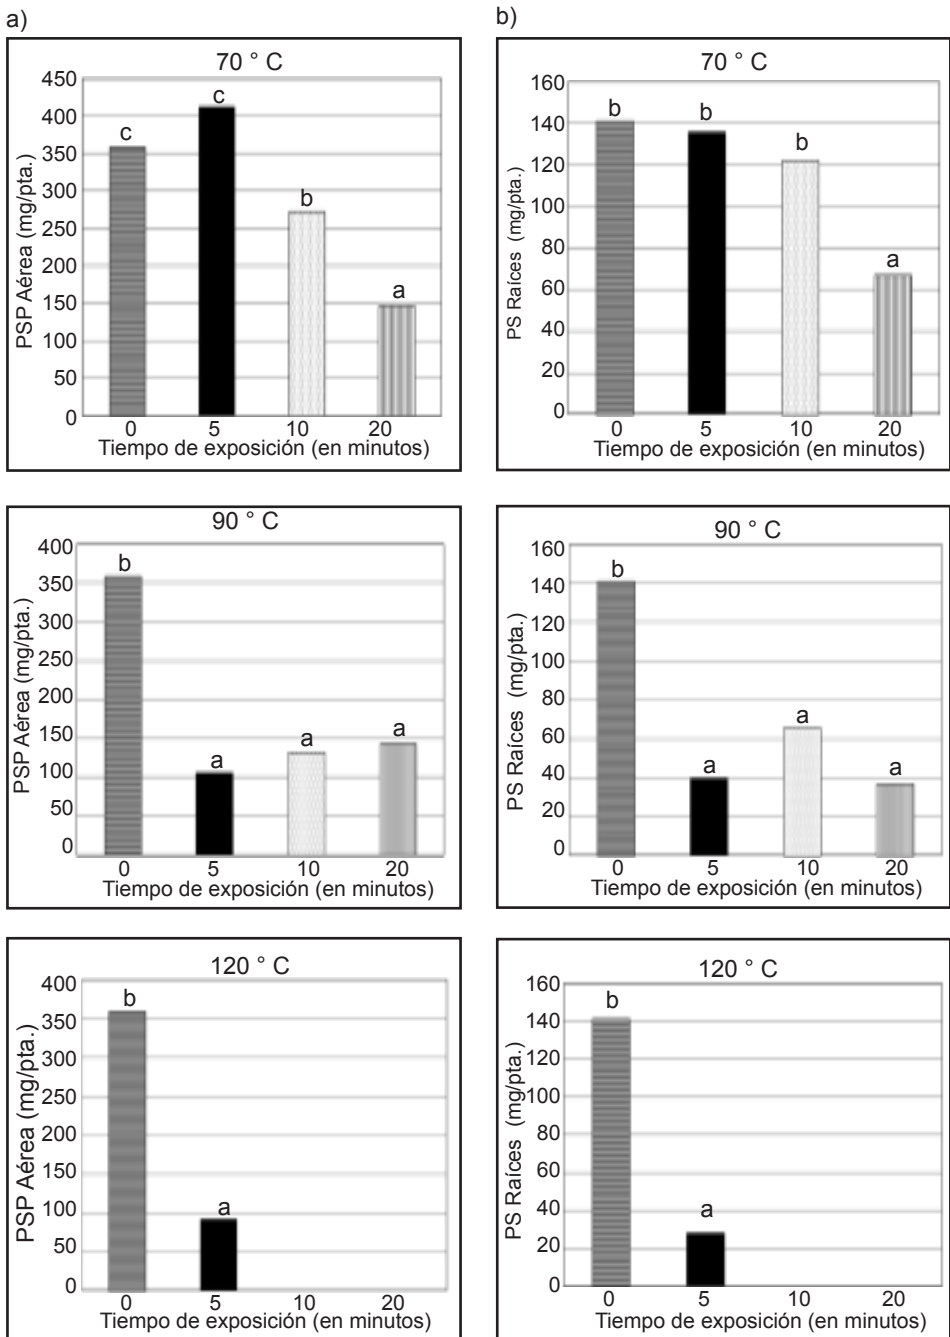 a)
70 ° C
450
400
350
300
250
200
150
100
50
0
PSP Aérea (mg/pta.)
c
c
b
a
0 5 10 20
Tiempo de exposición (en minutos)
b)
70 ° C
160
140
120
100
80
60
40
20
0
PS Raíces (mg/pta.)
b
b
b
a
0 5 10 20
Tiempo de exposición (en minutos)
90 ° C
400
350
300
250
200
150
100
50
0
PSP Aérea (mg/pta.)
b
a
a
a
0 5 10 20
Tiempo de exposición (en minutos)
90 ° C
160
140
120
100
80
60
40
20
0
PS Raíces (mg/pta.)
b
a
a
a
0 5 10 20
Tiempo de exposición (en minutos)
120 ° C
400
350
300
250
200
150
100
50
0
PSP Aérea (mg/pta.)
b
a
0 5 10 20
Tiempo de exposición (en minutos)
120 ° C
160
140
120
100
80
60
40
20
0
PS Raíces (mg/pta.)
b
a
0 5 10 20
Tiempo de exposición (en minutos)